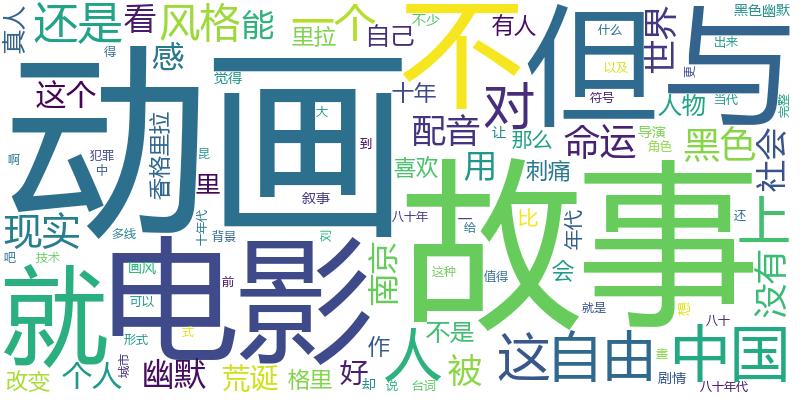 真人
还是
看
风格
能
一个
里拉
自己
不少
有人
不
但
与
世界
黑色幽默
什么
出来
得
感
觉得
十年
以及
更
符号
当代
完整
这个
动画
大
对
配音
让
那么
命运
人物
导演
角色
黑色
社会
香格里拉
啊
犯罪
中
昆
里
到
喜欢
用
刺痛
叙事
故事
现实
多线
十年代
背景
刘
八十年
一
给
比
年代
还
上
吧
技术
画风
可以
前
电影
南京
这种
值得
会
就是
想
没有
就
形式
式
城市
作
不是
人
被
这自由
八十
中国
改变
个人
幽默
荒诞
格里
好
却
说
台词
剧情
八十年代